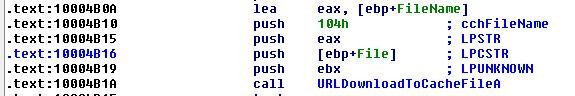 .text:10004B0A lea eax, [ebp+FileName]
.text:10004B10 push 104h ; cchFileName
.text:10004B15 push eax ; LPSTR
.text:10004B16 push [ebp+File] ; LPCSTR
.text:10004B19 push ebx ; LPUNKNOWN
.text:10004B1A call URLDownloadToCacheFileA